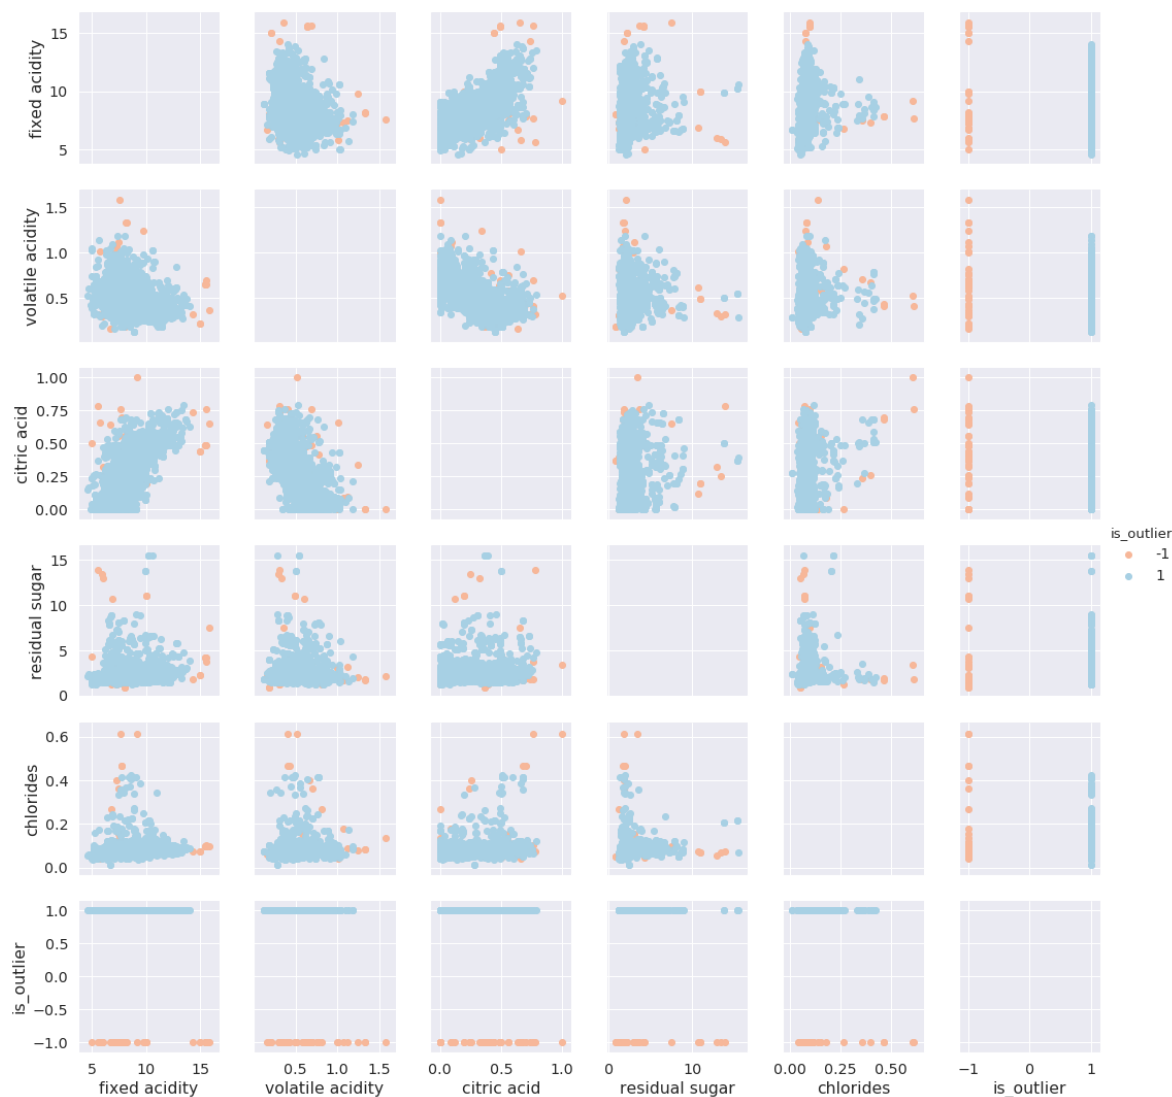 15
10
5
fixed acidity
1.5
1.0
0.5
volatile acidity
1.00
0.75
0.50
0.25
0.00
citric acid
is_outlier
-1
1
15
10
5
0
residual sugar
0.6
0.4
0.2
0.0
chlorides
1.0
0.5
0.0
−0.5
−1.0
is_outlier
5 10 15 0.5 1.0 1.5 0.0 0.5 1.0 0 10 0.00 0.25 0.50 −1 0 1
fixed acidity volatile acidity citric acid residual sugar chlorides is_outlier